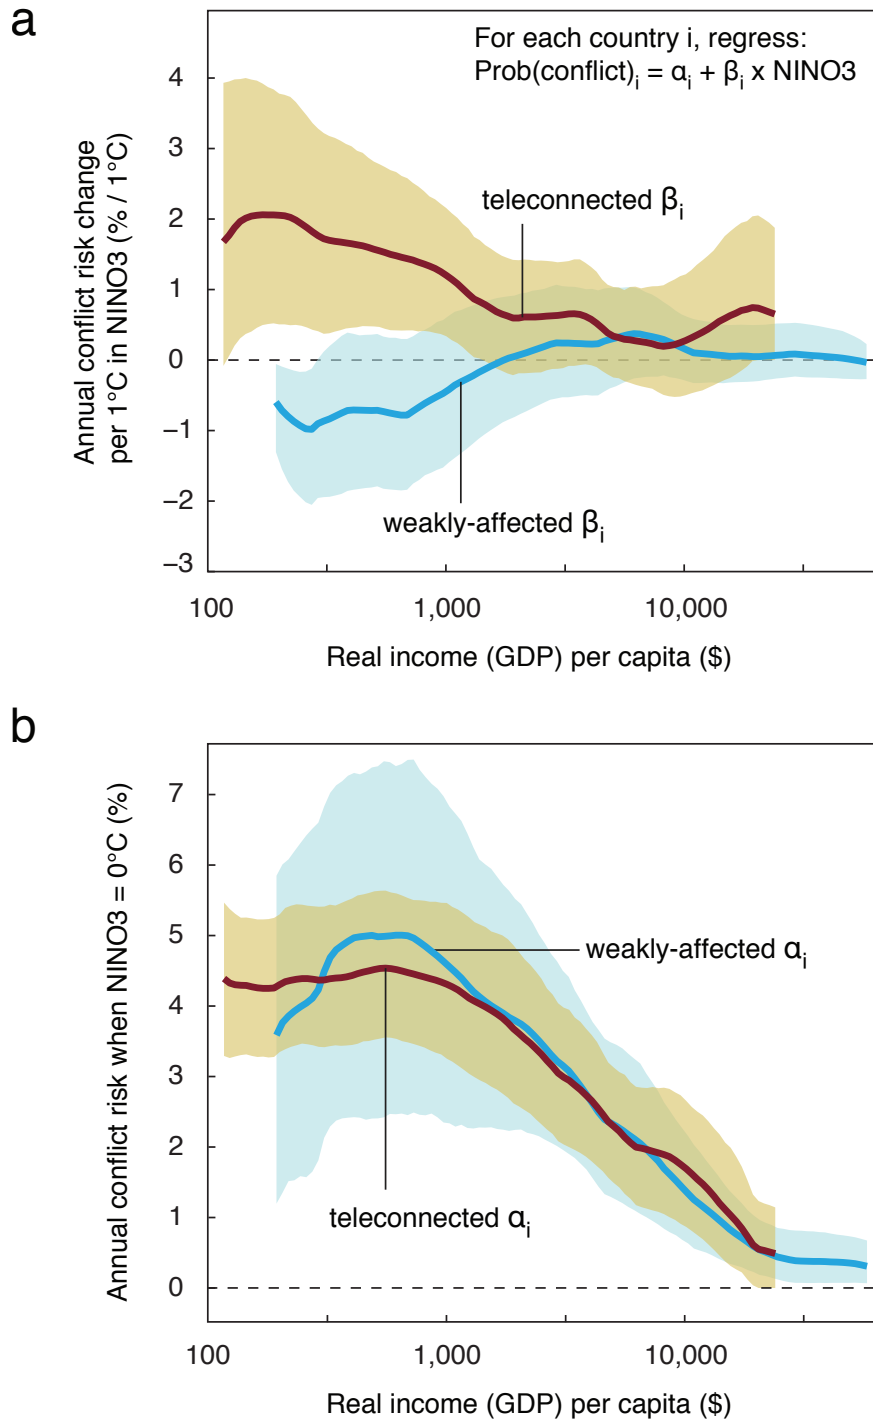 a
For each country i, regress:
Prob(conflict)i = αi + βi x NINO3
Annual conflict risk change
per 1°C in NINO3 (% / 1°C)
4
3
2
1
0
−1
−2
−3
teleconnected βi
weakly-affected βi
100
1,000
10,000
Real income (GDP) per capita ($)
b
Annual conflict risk when NINO3 = 0°C (%)
7
6
5
4
3
2
1
0
weakly-affected αi
teleconnected αi
100
1,000
10,000
Real income (GDP) per capita ($)